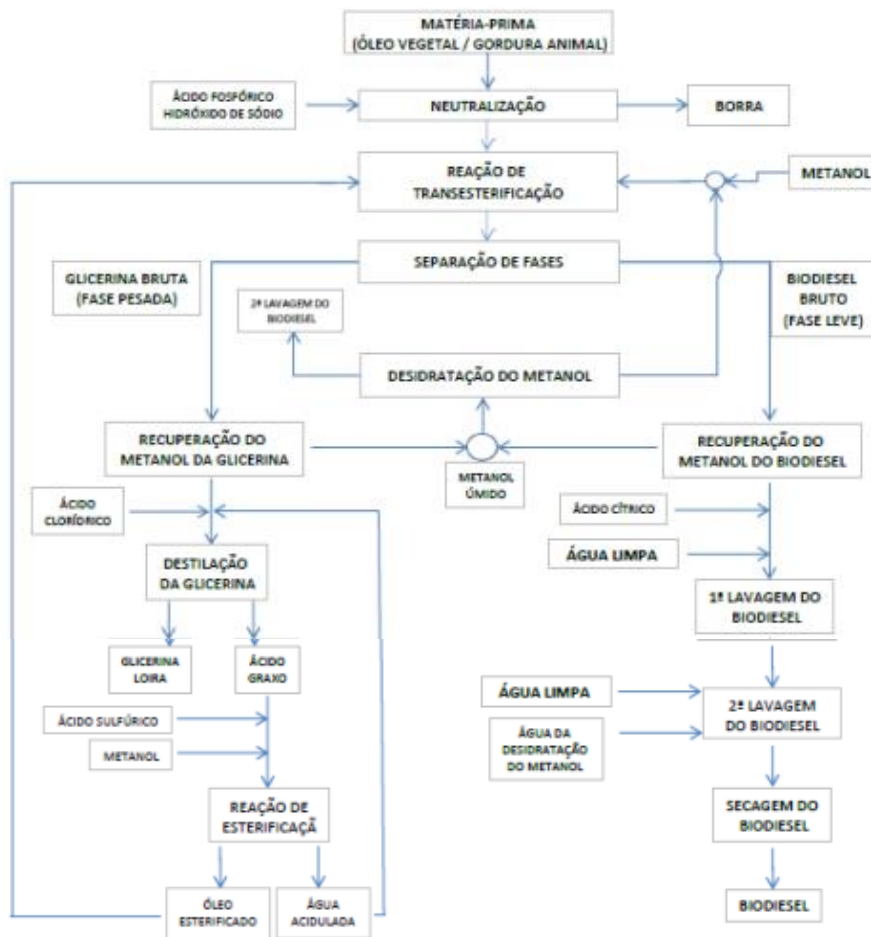 MATÉRIA-PRIMA
(ÓLEO VEGETAL / GORDURA ANIMAL)
ÁCIDO FOSFÓRICO
HIDRÓXIDO DE SÓDIO
NEUTRALIZAÇÃO
BORRA
REAÇÃO DE
TRANSESTERIFICAÇÃO
METANOL
SEPARAÇÃO DE FASES
GLICERINA BRUTA
(FASE PESADA)
BIODIESEL
BRUTO
(FASE LEVE)
2ª LAVAGEM DO
BIODIESEL
DESIDRATAÇÃO DO METANOL
RECUPERAÇÃO DO
METANOL DA GLICERINA
METANOL
ÚMIDO
RECUPERAÇÃO DO
METANOL DO BIODIESEL
ÁCIDO
CLORÍDRICO
ÁCIDO CÍTRICO
ÁGUA LIMPA
DESTILAÇÃO
DA GLICERINA
1ª LAVAGEM DO
BIODIESEL
GLICERINA
LOIRA
ÁCIDO
GRAXO
ÁGUA LIMPA
2ª LAVAGEM
DO BIODIESEL
ÁCIDO SULFÚRICO
ÁGUA DA
DESIDRATAÇÃO
DO METANOL
METANOL
REAÇÃO DE
ESTERIFICAÇÃ
SECAGEM DO
BIODIESEL
ÓLEO
ESTERIFICADO
ÁGUA
ACIDULADA
BIODIESEL